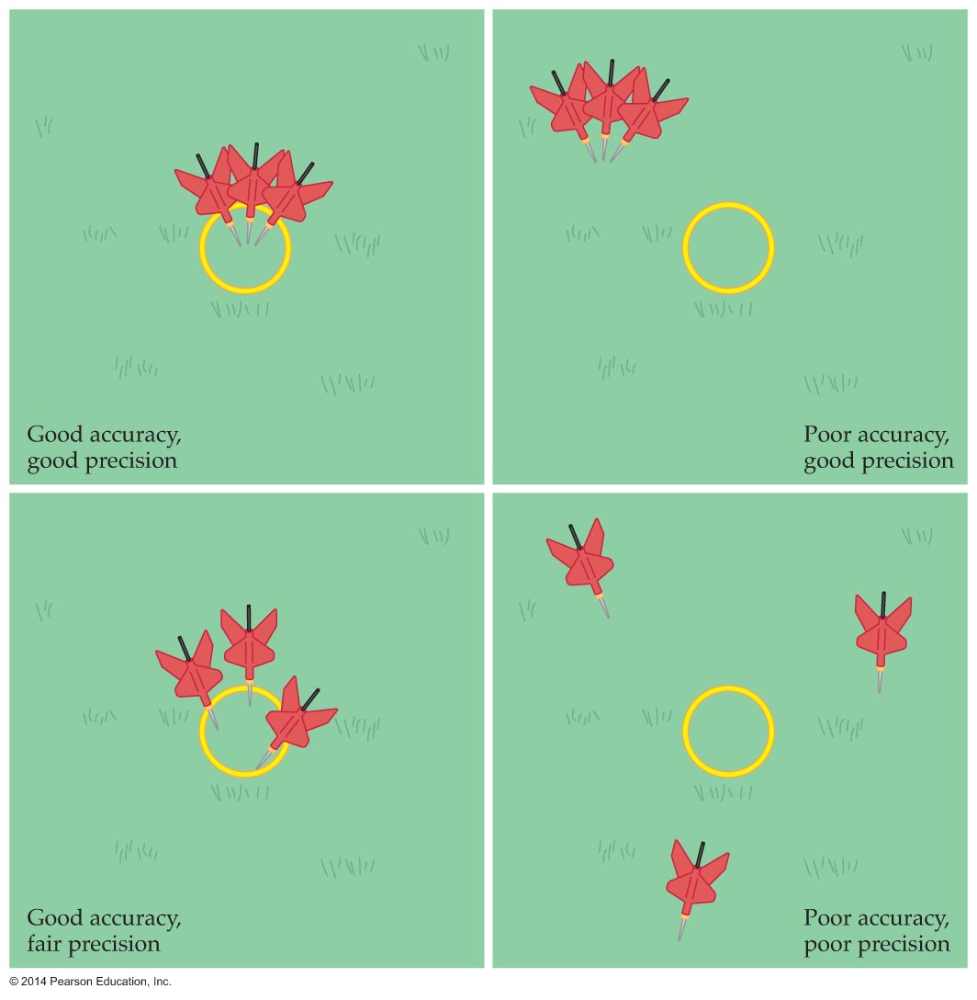 Good accuracy,
good precision
Poor accuracy,
good precision
Good accuracy,
fair precision
Poor accuracy,
poor precision
© 2014 Pearson Education, Inc.